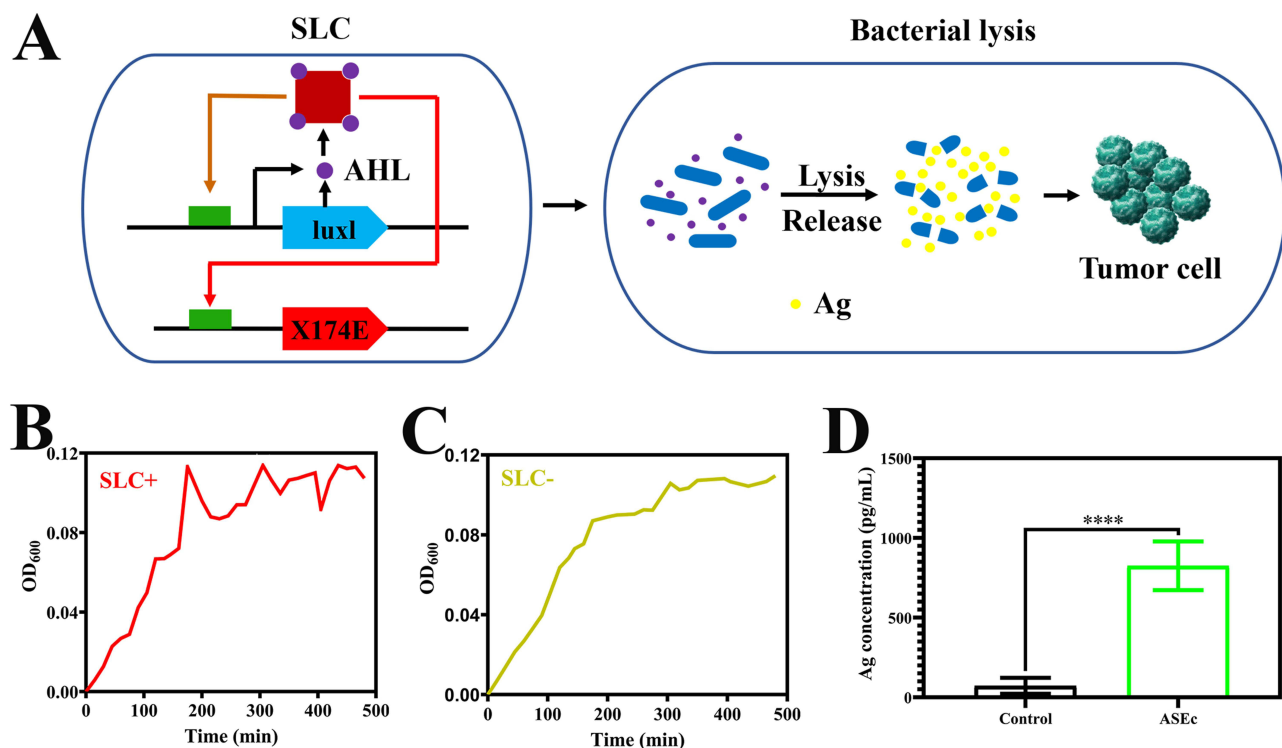 A
SLC
AHL
luxl
X174E
Bacterial lysis
Lysis
Release
Ag
Tumor cell
B
SLC+
OD600
0.12
0.08
0.04
0.00
0 100 200 300 400 500
Time (min)
C
SLC-
OD600
0.12
0.08
0.04
0.00
0 100 200 300 400 500
Time (min)
D
Ag concentration (pg/mL)
1500
1000
500
0
****
Control ASEc